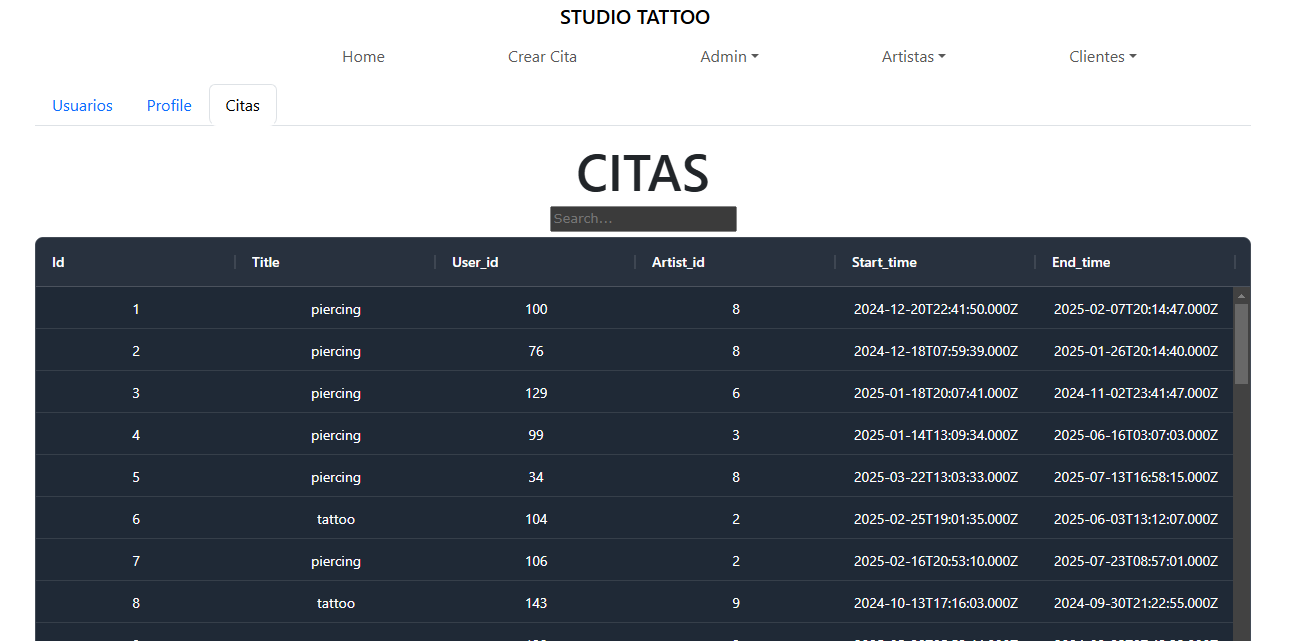 STUDIO TATTOO
Home Crear Cita Admin Artistas Clientes
Usuarios Profile Citas
CITAS
Search...
Id Title User_id Artist_id Start_time End_time
1 piercing 100 8 2024-12-20T22:41:50.000Z 2025-02-07T20:14:47.000Z
2 piercing 76 8 2024-12-18T07:59:39.000Z 2025-01-26T20:14:40.000Z
3 piercing 129 6 2025-01-18T20:07:41.000Z 2024-11-02T23:41:47.000Z
4 piercing 99 3 2025-01-14T13:09:34.000Z 2025-06-16T03:07:03.000Z
5 piercing 34 8 2025-03-22T13:03:33.000Z 2025-07-13T16:58:15.000Z
6 tattoo 104 2 2025-02-25T19:01:35.000Z 2025-06-03T13:12:07.000Z
7 piercing 106 2 2025-02-16T20:53:10.000Z 2025-07-23T08:57:01.000Z
8 tattoo 143 9 2024-10-13T17:16:03.000Z 2024-09-30T21:22:55.000Z